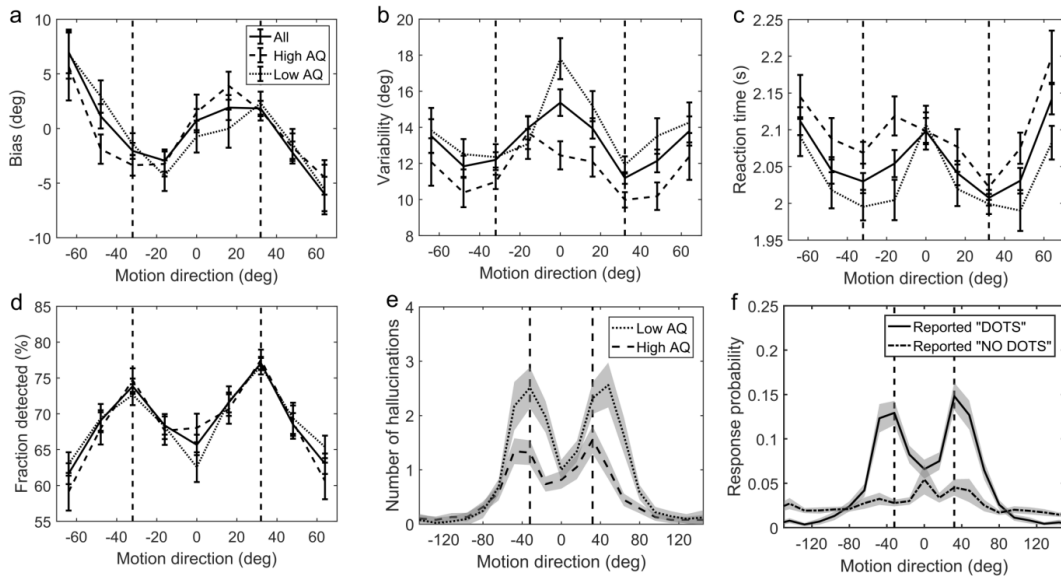 a
10
5
0
-5
-10
Bias (deg)
All
High AQ
Low AQ
-60 -40 -20 0 20 40 60
Motion direction (deg)
b
20
18
16
14
12
10
8
Variability (deg)
-60 -40 -20 0 20 40 60
Motion direction (deg)
c
2.25
2.2
2.15
2.1
2.05
2
1.95
Reaction time (s)
-60 -40 -20 0 20 40 60
Motion direction (deg)
d
85
80
75
70
65
60
55
Fraction detected (%)
-60 -40 -20 0 20 40 60
Motion direction (deg)
e
4
3
2
1
0
Number of hallucinations
Low AQ
High AQ
-120 -80 -40 0 40 80 120
Motion direction (deg)
f
0.25
0.2
0.15
0.1
0.05
0
Response probability
Reported "DOTS"
Reported "NO DOTS"
-120 -80 -40 0 40 80 120
Motion direction (deg)